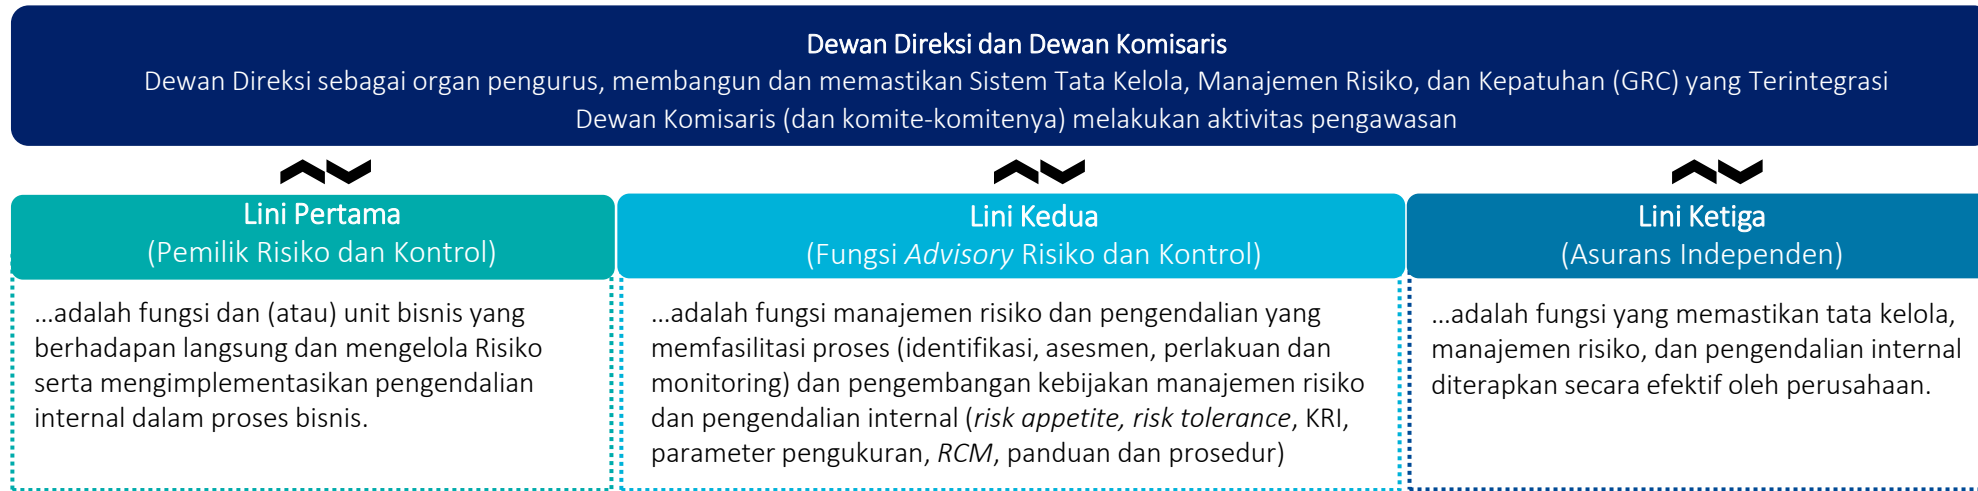 Dewan Direksi dan Dewan Komisaris
Dewan Direksi sebagai organ pengurus, membangun dan memastikan Sistem Tata Kelola, Manajemen Risiko, dan Kepatuhan (GRC) yang Terintegrasi
Dewan Komisaris (dan komite-komitenya) melakukan aktivitas pengawasan
Lini Pertama
(Pemilik Risiko dan Kontrol)
...adalah fungsi dan (atau) unit bisnis yang
berhadapan langsung dan mengelola Risiko
serta mengimplementasikan pengendalian
internal dalam proses bisnis.
Lini Kedua
(Fungsi Advisory Risiko dan Kontrol)
...adalah fungsi manajemen risiko dan pengendalian yang
memfasilitasi proses (identifikasi, asesmen, perlakuan dan
monitoring) dan pengembangan kebijakan manajemen risiko
dan pengendalian internal (risk appetite, risk tolerance, KRI,
parameter pengukuran, RCM, panduan dan prosedur)
Lini Ketiga
(Asurans Independen)
...adalah fungsi yang memastikan tata kelola,
manajemen risiko, dan pengendalian internal
diterapkan secara efektif oleh perusahaan.